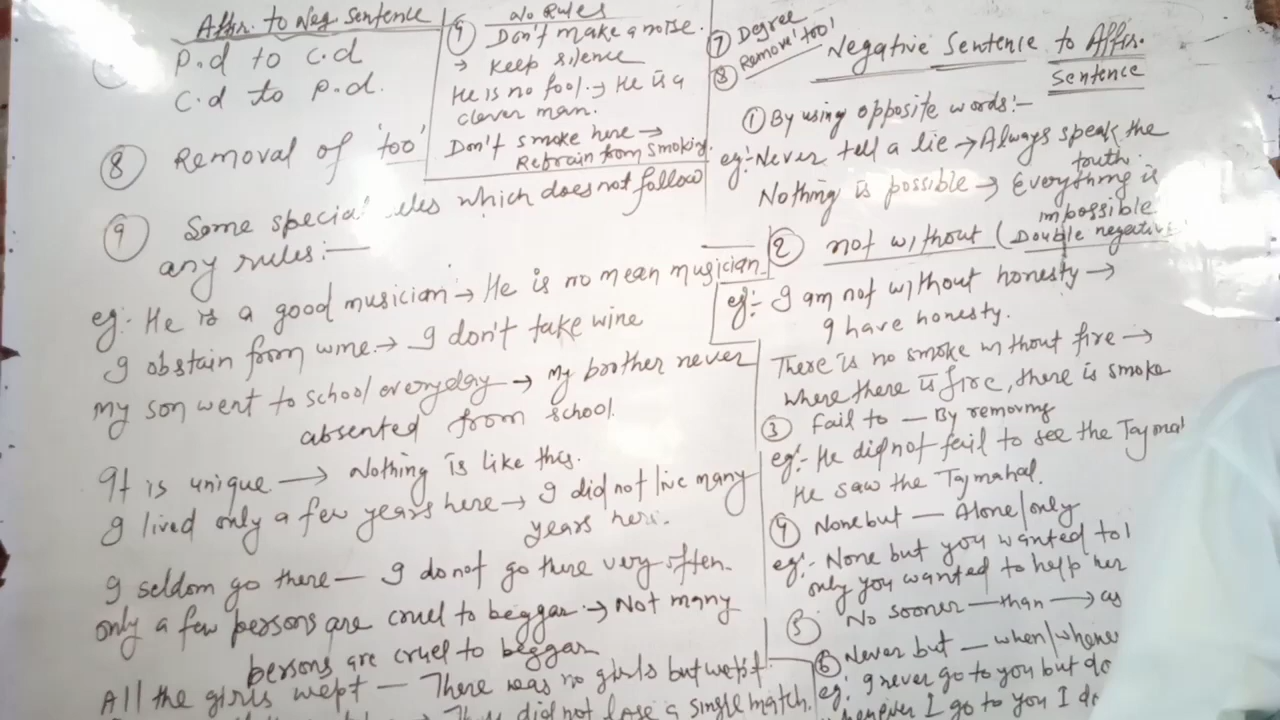 Affir. to Neg. Sentence
P.d to C.d
C.d to P.d.
⑧ Removal of 'too'
⑨ Some special rules which does not follow
any rules:—
eg:- He is a good musician → He is no mean musician.
I obstain from wine. → I don't take wine
My son went to school everyday → My brother never
absented from school.
It is unique. → Nothing is like this.
I lived only a few years here → I did not live many
years here.
I seldom go there — I do not go there very often.
only a few persons are cruel to beggar. → Not many
persons are cruel to beggar
All the girls wept — There was no girls but wept
They did not lose a single match.
⑨ No Rules
Don't make a noise.
→ Keep silence
He is no fool. → He is a
clever man.
Don't smoke here →
Refrain from smoking.
⑦ Degree
⑧ Remove 'too'
Negative Sentence to Affir.
Sentence
① By using opposite words:—
eg:- Never tell a lie → Always speak the
truth.
Nothing is possible → Everything is
impossible
② not without (Double negative
eg:- I am not without honesty →
I have honesty.
There is no smoke without fire →
where there is fire, there is smoke
③ Fail to — By removing
eg:- He did not fail to see the Tajmal
He saw the Tajmahal.
④ None but — Alone/only
eg:- None but you wanted to
only you wanted to help her
⑤ No sooner — than → as
⑥ Never but — when/whene
eg. I never go to you but do
whenever I go to you I do